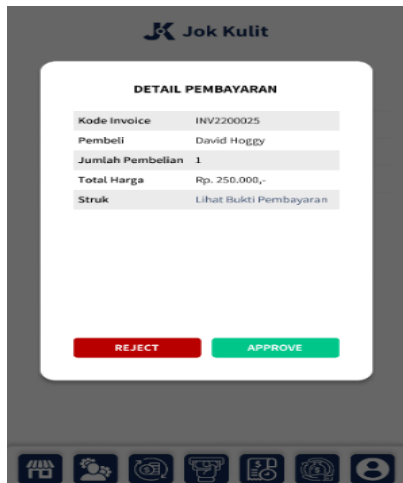 JK Jok Kulit
DETAIL PEMBAYARAN
Kode Invoice INV2200025
Pembeli David Hoggy
Jumlah Pembelian 1
Total Harga Rp. 250.000,-
Struk Lihat Bukti Pembayaran
REJECT APPROVE